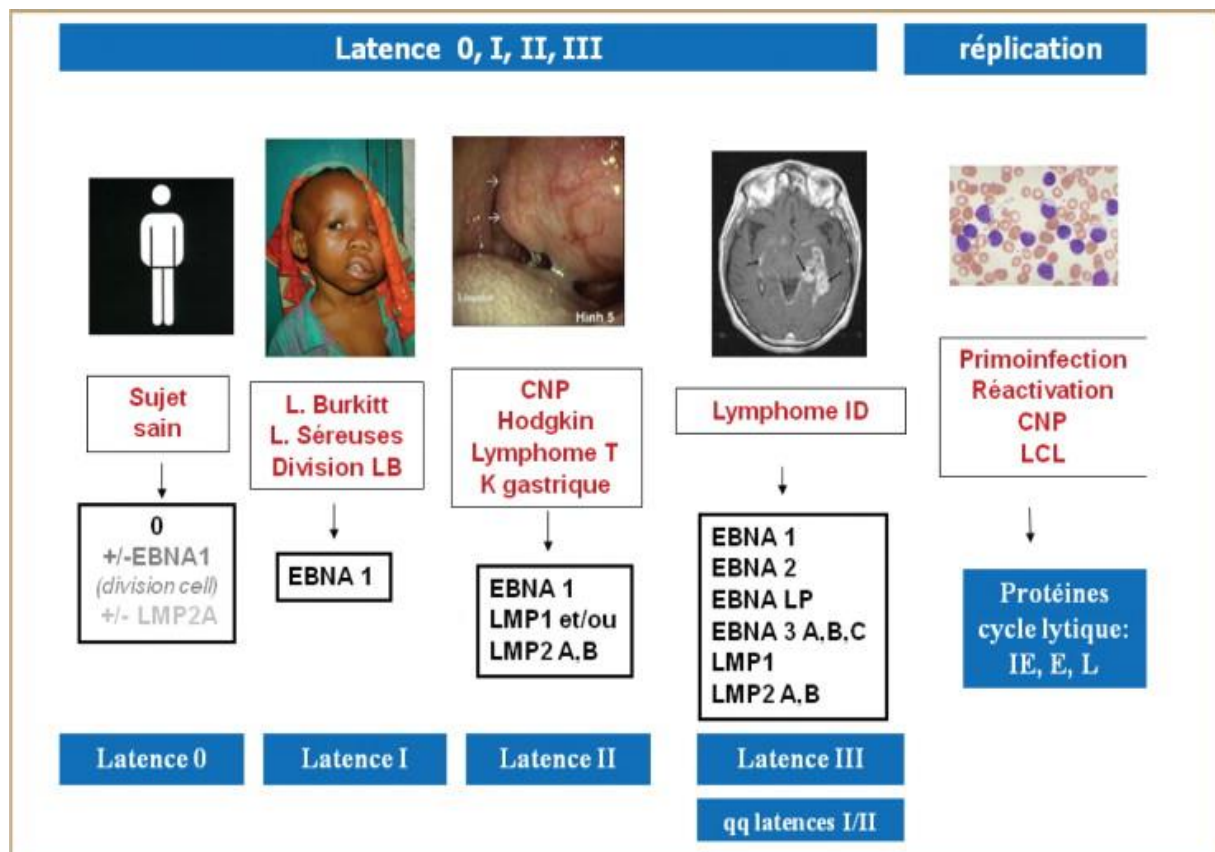 Latence 0, I, II, III
réplication
Hinh 5
Sujet
sain
L. Burkitt
L. Séreuses
Division LB
CNP
Hodgkin
Lymphome T
K gastrique
Lymphome ID
Primoinfection
Réactivation
CNP
LCL
0
+/-EBNA1
(division cell)
+/- LMP2A
EBNA 1
EBNA 1
LMP1 et/ou
LMP2 A,B
EBNA 1
EBNA 2
EBNA LP
EBNA 3 A,B,C
LMP1
LMP2 A,B
Protéines
cycle lytique:
IE, E, L
Latence 0
Latence I
Latence II
Latence III
qq latences I/II